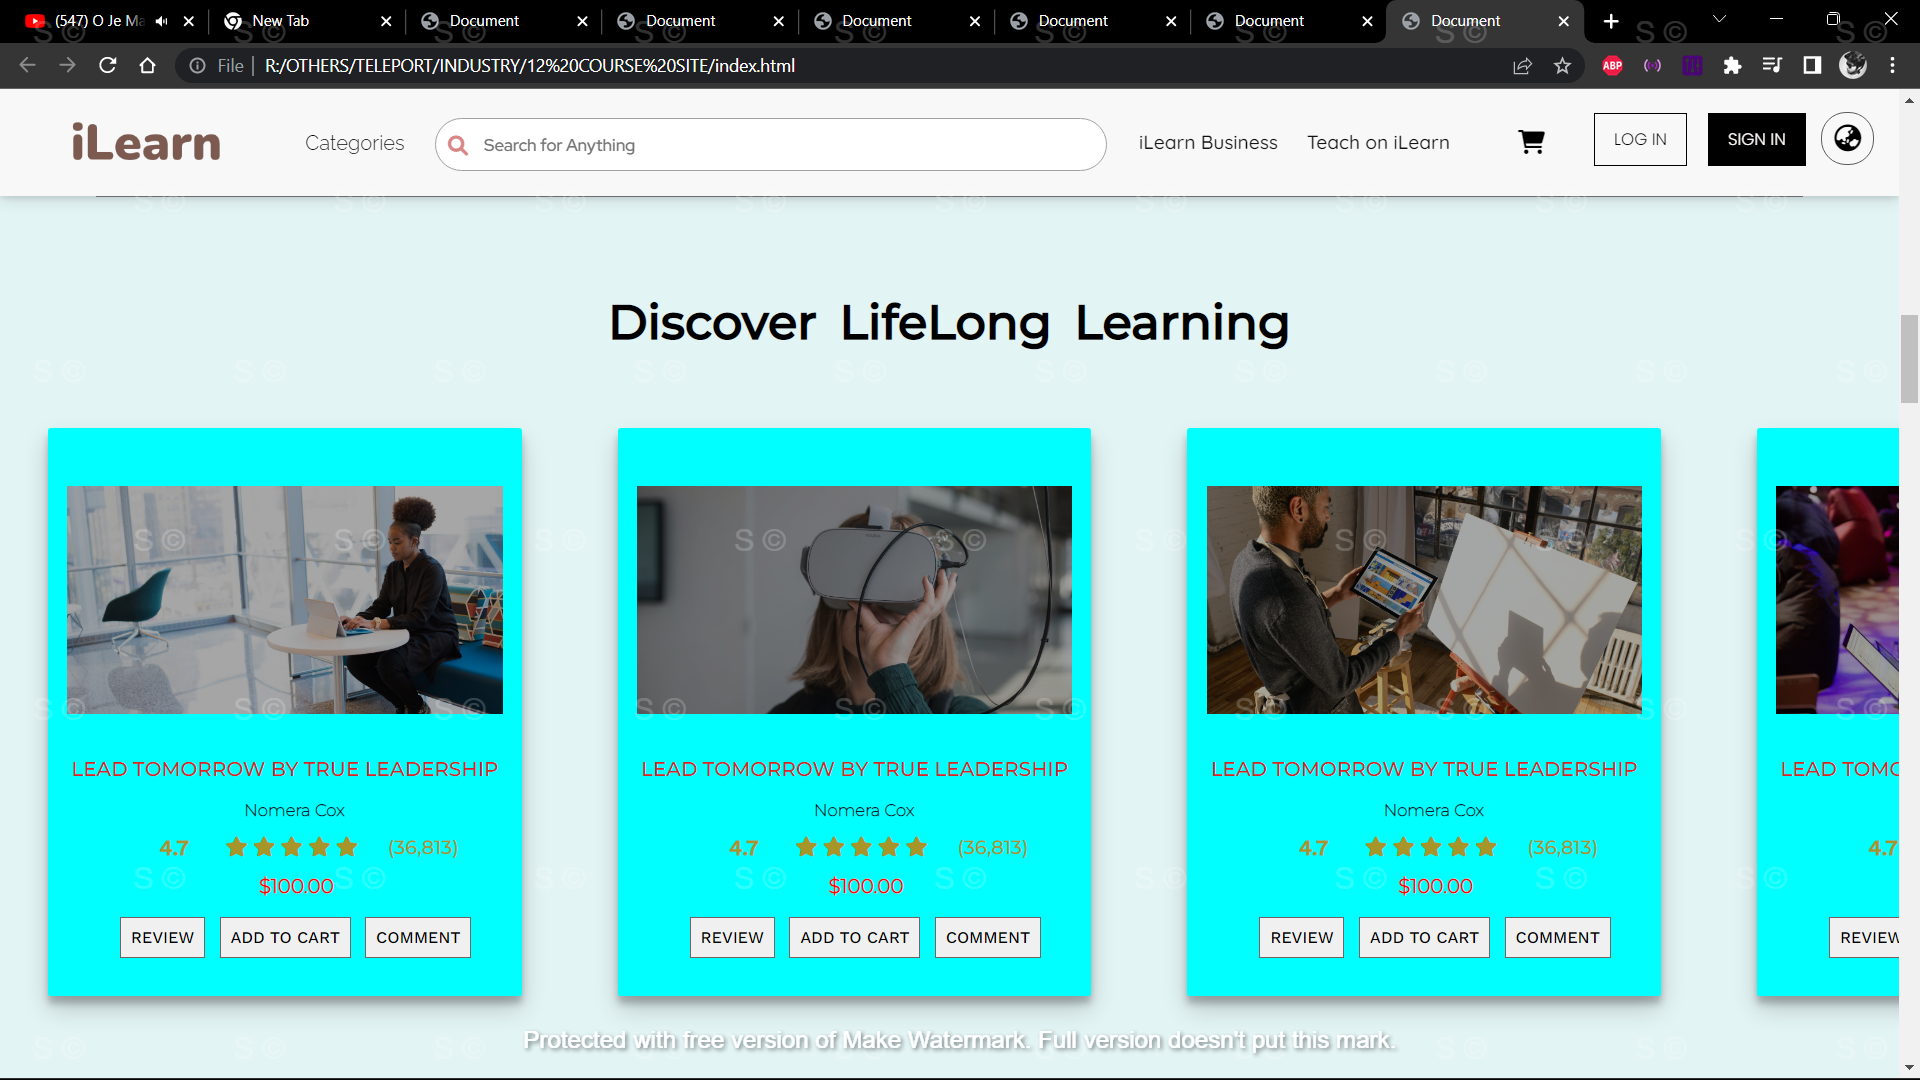 (547) O Je Ma
New Tab
Document
Document
Document
Document
Document
Document
File
R:/OTHERS/TELEPORT/INDUSTRY/12%20COURSE%20SITE/index.html
ABP
iLearn
Categories
Search for Anything
iLearn Business
Teach on iLearn
LOG IN
SIGN IN
Discover LifeLong Learning
LEAD TOMORROW BY TRUE LEADERSHIP
Nomera Cox
4.7
(36,813)
$100.00
REVIEW
ADD TO CART
COMMENT
LEAD TOMORROW BY TRUE LEADERSHIP
Nomera Cox
4.7
(36,813)
$100.00
REVIEW
ADD TO CART
COMMENT
LEAD TOMORROW BY TRUE LEADERSHIP
Nomera Cox
4.7
(36,813)
$100.00
REVIEW
ADD TO CART
COMMENT
LEAD TOMO
4.7
REVIEW
Protected with free version of Make Watermark. Full version doesn't put this mark.